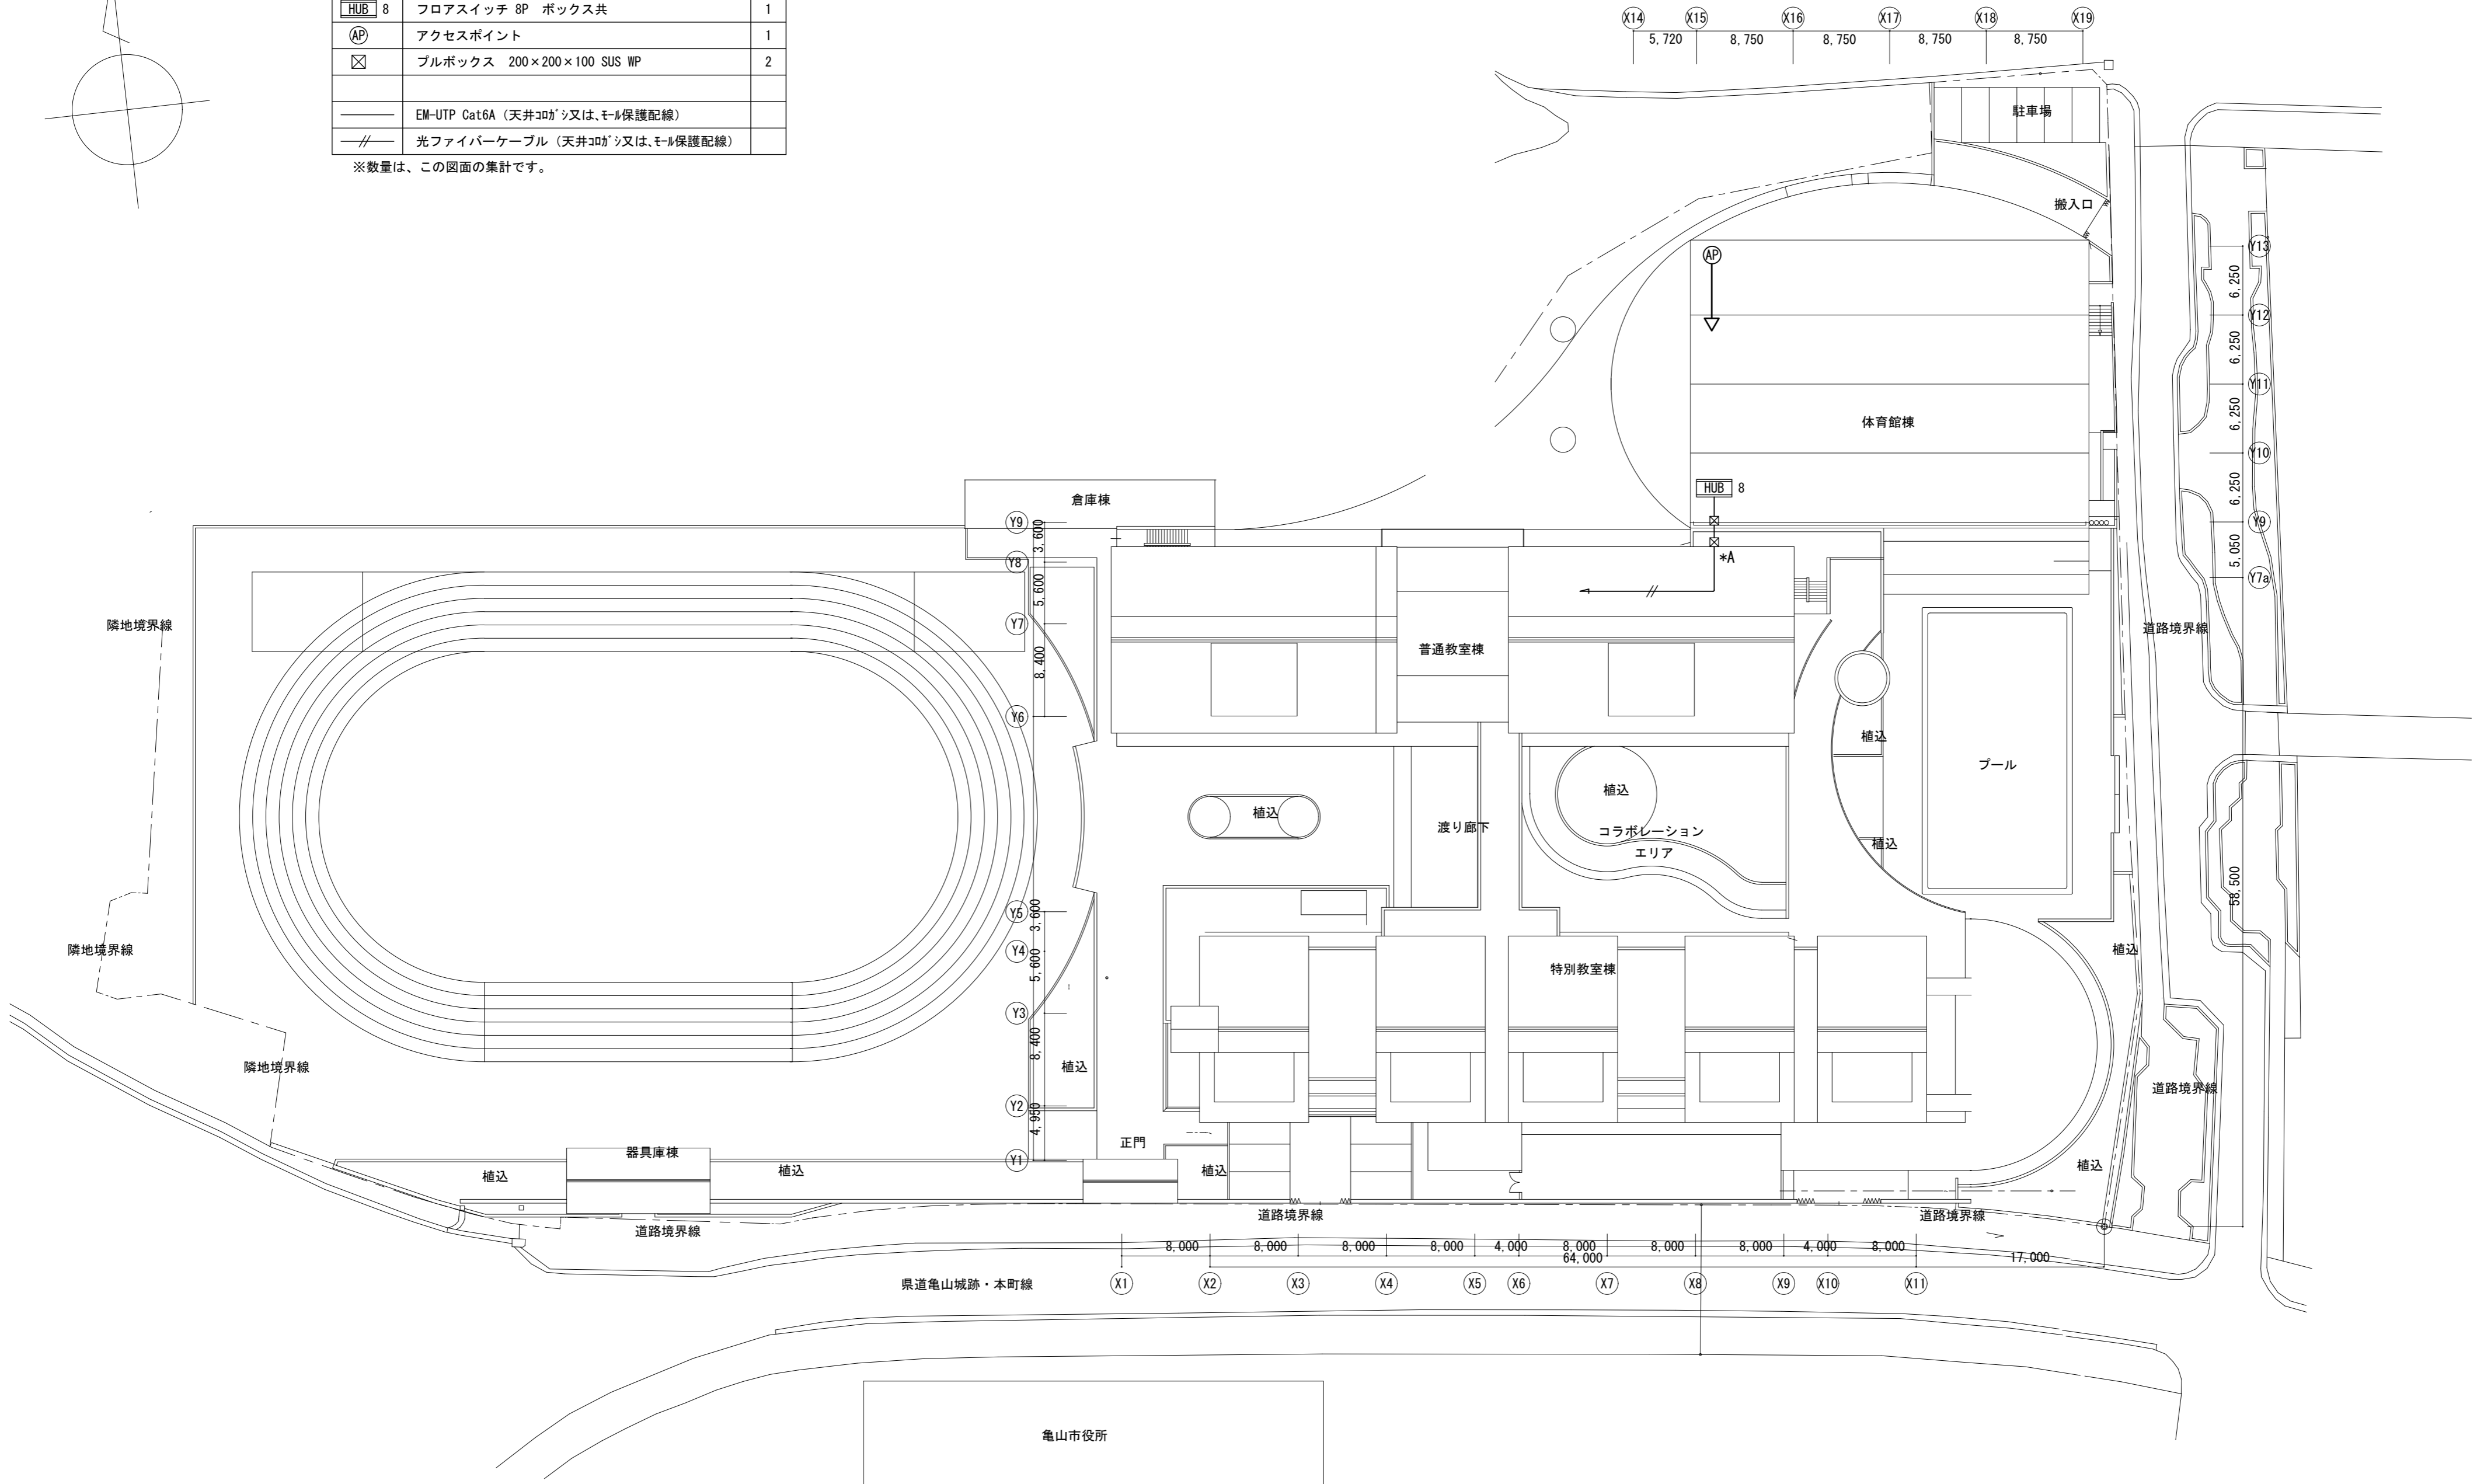 HUB 8 フロアスイッチ 8P ボックス共 1
AP アクセスポイント 1
プルボックス 200×200×100 SUS WP 2
EM-UTP Cat6A（天井ｺﾛｶﾞｼ又は､ﾓｰﾙ保護配線）
光ファイバーケーブル（天井ｺﾛｶﾞｼ又は､ﾓｰﾙ保護配線）
※数量は、この図面の集計です。
X14 X15 X16 X17 X18 X19
5,720 8,750 8,750 8,750 8,750
駐車場
搬入口
AP
Y13
6,250
Y12
6,250
Y11
6,250
Y10
6,250
Y9
5,050
Y7a
58,500
体育館棟
HUB 8
*A
倉庫棟
Y9
3,600
Y8
5,600
Y7
8,400
Y6
Y5
3,600
Y4
5,600
Y3
8,400
Y2
4,950
Y1
隣地境界線
隣地境界線
隣地境界線
普通教室棟
道路境界線
植込
プール
植込
植込
渡り廊下
コラボレーション
エリア
植込
特別教室棟
植込
植込
道路境界線
正門
器具庫棟
植込
植込
植込
植込
道路境界線
道路境界線
道路境界線
8,000 8,000 8,000 8,000 4,000 8,000 8,000 8,000 4,000 8,000
64,000
17,000
X1 X2 X3 X4 X5 X6 X7 X8 X9 X10 X11
県道亀山城跡・本町線
亀山市役所